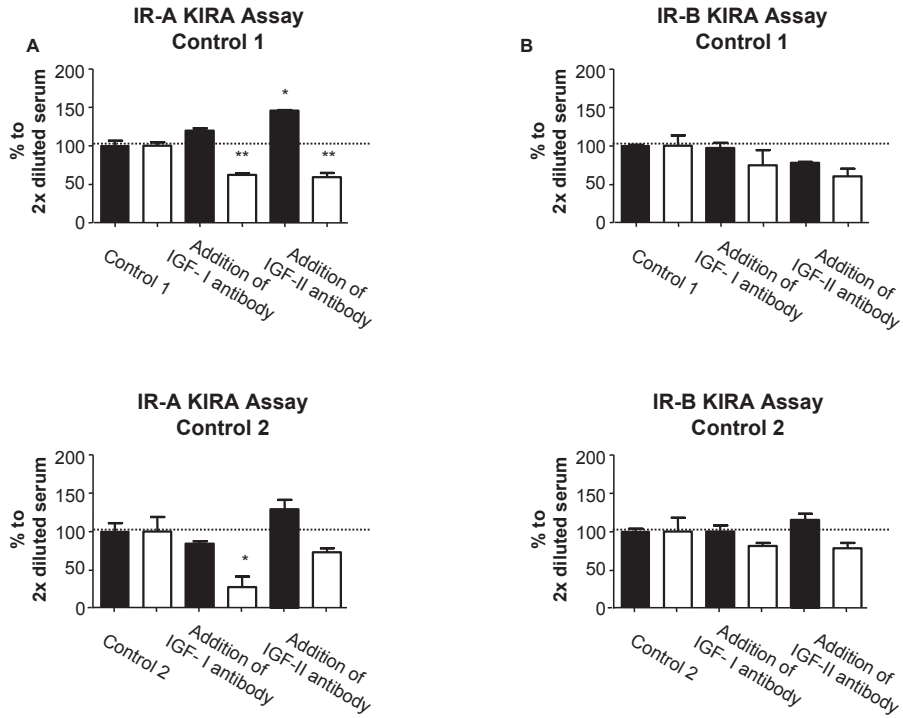 IR-A KIRA Assay
Control 1
A
% to
2x diluted serum
200
150
100
50
0
*
**
**
Control 1
Addition of
IGF- I antibody
Addition of
IGF-II antibody
IR-B KIRA Assay
Control 1
B
% to
2x diluted serum
200
150
100
50
0
Control 1
Addition of
IGF- I antibody
Addition of
IGF-II antibody
IR-A KIRA Assay
Control 2
% to
2x diluted serum
200
150
100
50
0
*
Control 2
Addition of
IGF- I antibody
Addition of
IGF-II antibody
IR-B KIRA Assay
Control 2
% to
2x diluted serum
200
150
100
50
0
Control 2
Addition of
IGF- I antibody
Addition of
IGF-II antibody